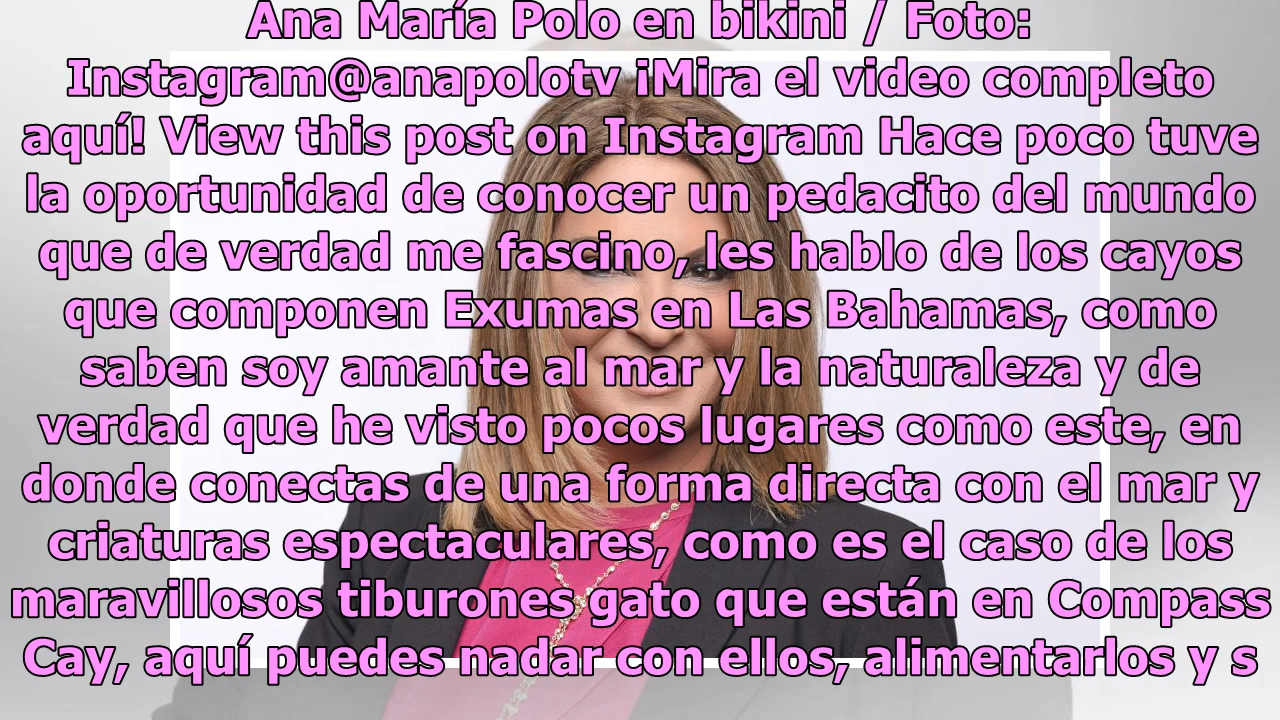 Ana María Polo en bikini / Foto:
Instagram@anapolotv ¡Mira el video completo
aquí! View this post on Instagram Hace poco tuve
la oportunidad de conocer un pedacito del mundo
que de verdad me fascino, les hablo de los cayos
que componen Exumas en Las Bahamas, como
saben soy amante al mar y la naturaleza y de
verdad que he visto pocos lugares como este, en
donde conectas de una forma directa con el mar y
criaturas espectaculares, como es el caso de los
maravillosos tiburones gato que están en Compass
Cay, aquí puedes nadar con ellos, alimentarlos y s